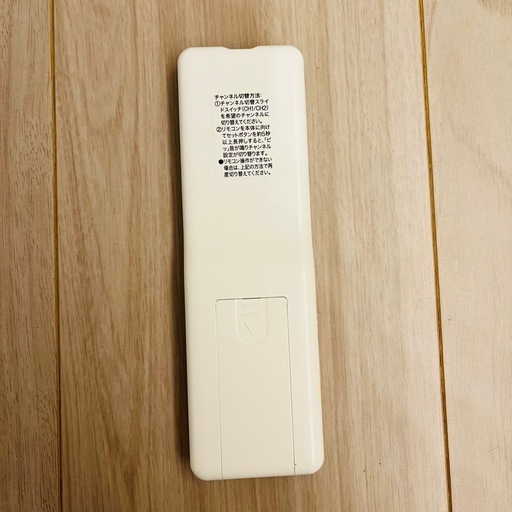 チャンネル切替方法:
①チャンネル切替スライ
ドスイッチ(CH1/CH2)
を希望のチャンネルに
切り替えてください。
②リモコンを本体に向け
てセットボタンを約5秒
以上長押しすると、「ピ
ッ」音が鳴りチャンネル
設定が切り替ります。
●リモコン操作ができない
場合は、上記の方法で再
度切り替えてください。